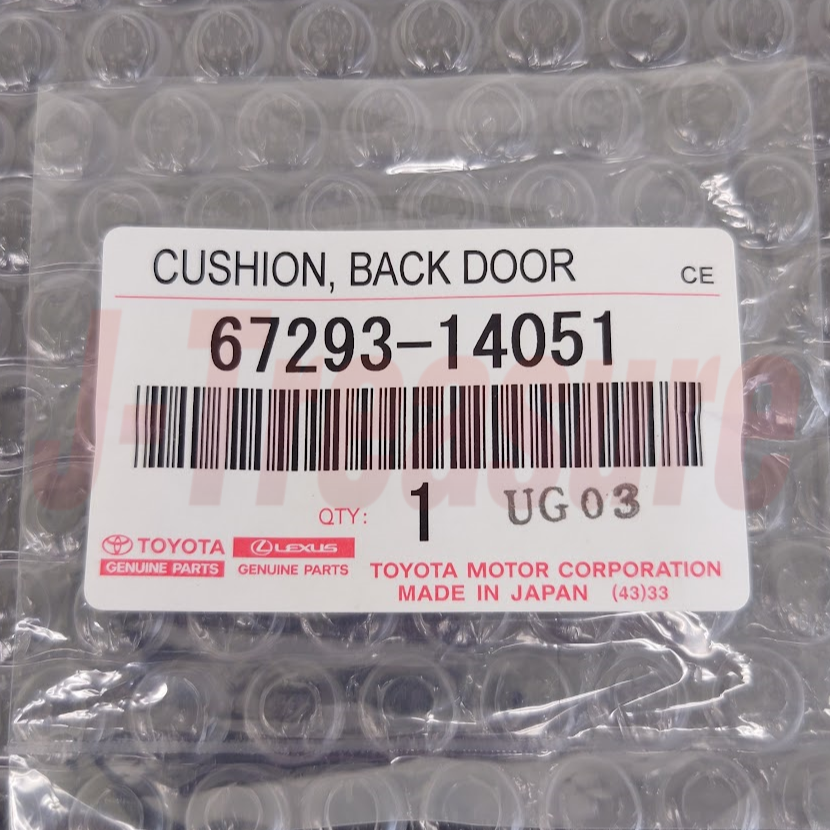 CUSHION, BACK DOOR
CE
67293-14051
J-Treasure
QTY: 1 UG03
TOYOTA LEXUS
GENUINE PARTS GENUINE PARTS
TOYOTA MOTOR CORPORATION
MADE IN JAPAN (43)33